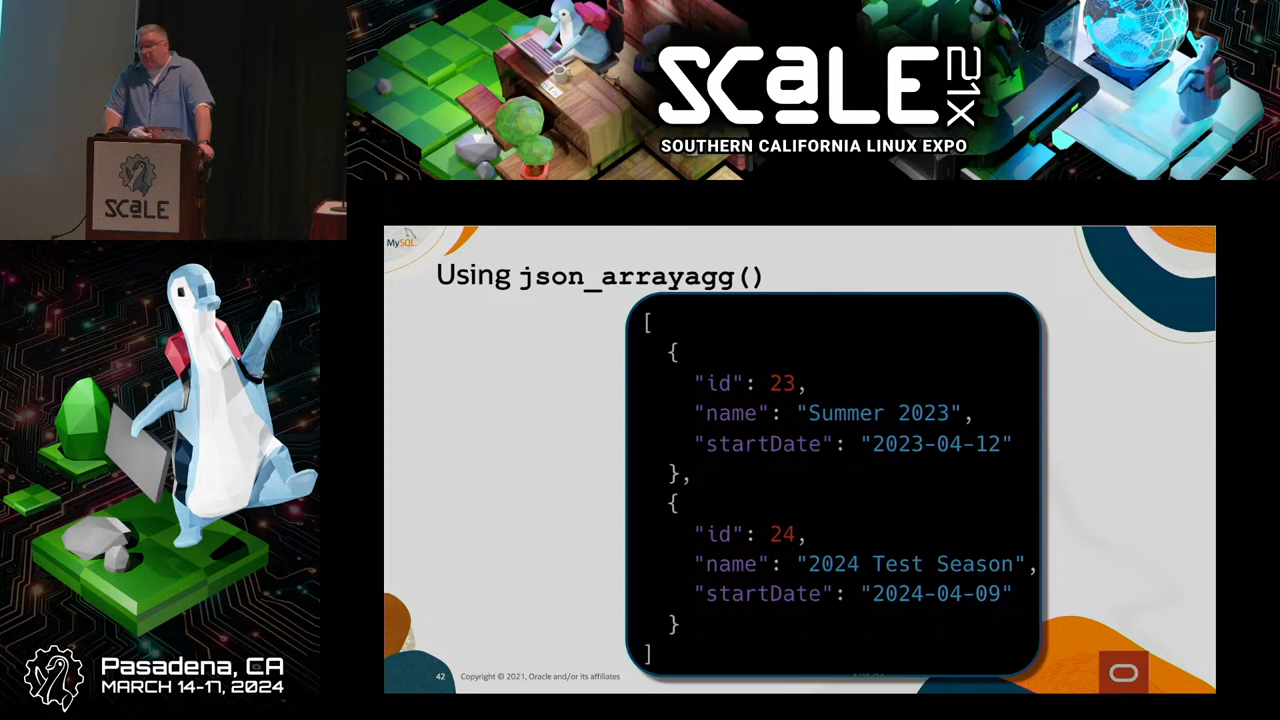 SCaLE
21X
SOUTHERN CALIFORNIA LINUX EXPO
SCaLE
MySQL
Using json_arrayagg()
[
{
"id": 23,
"name": "Summer 2023",
"startDate": "2023-04-12"
},
{
"id": 24,
"name": "2024 Test Season",
"startDate": "2024-04-09"
}
]
42 Copyright © 2021, Oracle and/or its affiliates
Pasadena, CA
MARCH 14-17, 2024